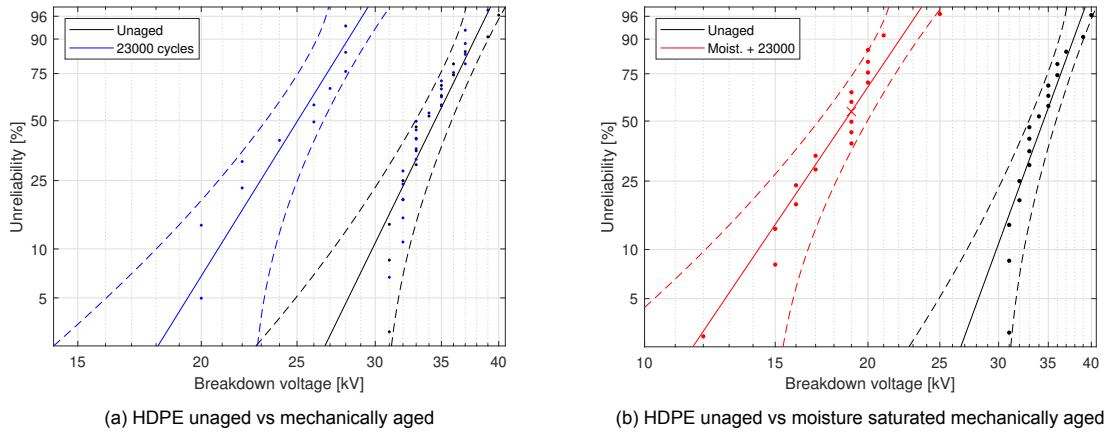 96
90
75
50
25
10
5
Unreliability [%]
Unaged
23000 cycles
15 20 25 30 35 40
Breakdown voltage [kV]
(a) HDPE unaged vs mechanically aged
96
90
75
50
25
10
5
Unreliability [%]
Unaged
Moist. + 23000
10 15 20 25 30 35 40
Breakdown voltage [kV]
(b) HDPE unaged vs moisture saturated mechanically aged